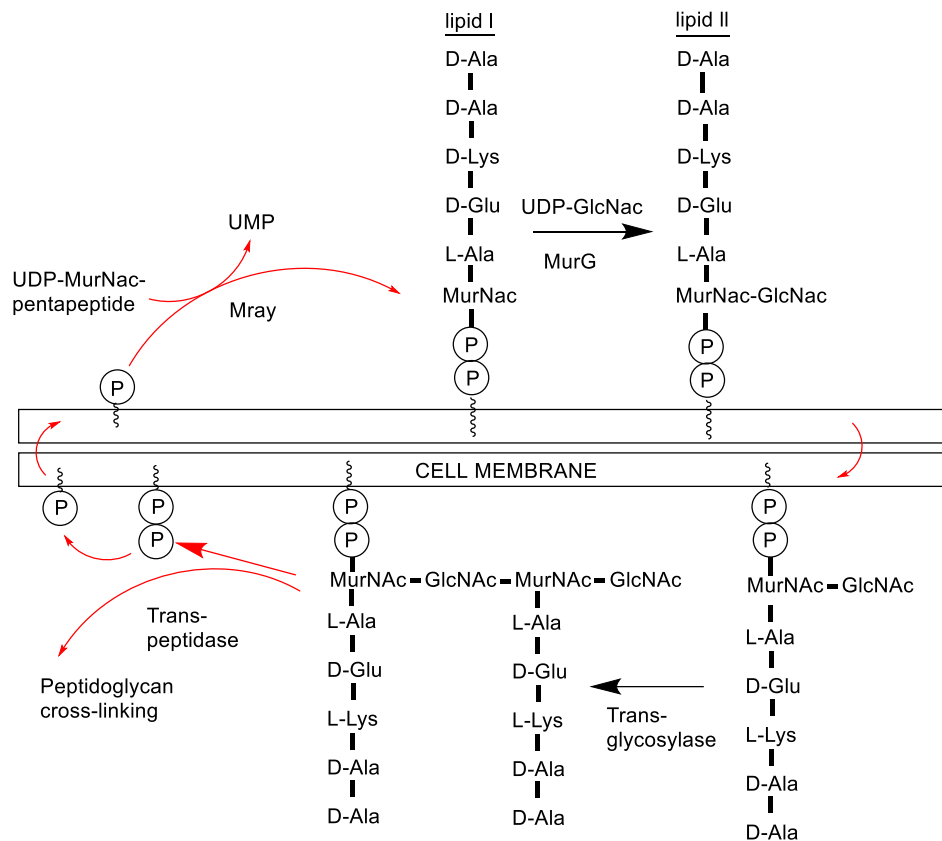 lipid I
lipid II
D-Ala
D-Ala
D-Ala
D-Ala
D-Lys
D-Lys
D-Glu
UDP-GlcNac
D-Glu
UMP
L-Ala
MurG
L-Ala
UDP-MurNac-
pentapeptide
Mray
MurNac
MurNac-GlcNac
P
P
P
P
P
CELL MEMBRANE
P
P
P
P
P
P
P
MurNAc-GlcNAc-MurNAc-GlcNAc
MurNAc-GlcNAc
Trans-
peptidase
L-Ala
L-Ala
L-Ala
D-Glu
D-Glu
D-Glu
Peptidoglycan
cross-linking
L-Lys
L-Lys
Trans-
glycosylase
L-Lys
D-Ala
D-Ala
D-Ala
D-Ala
D-Ala
D-Ala